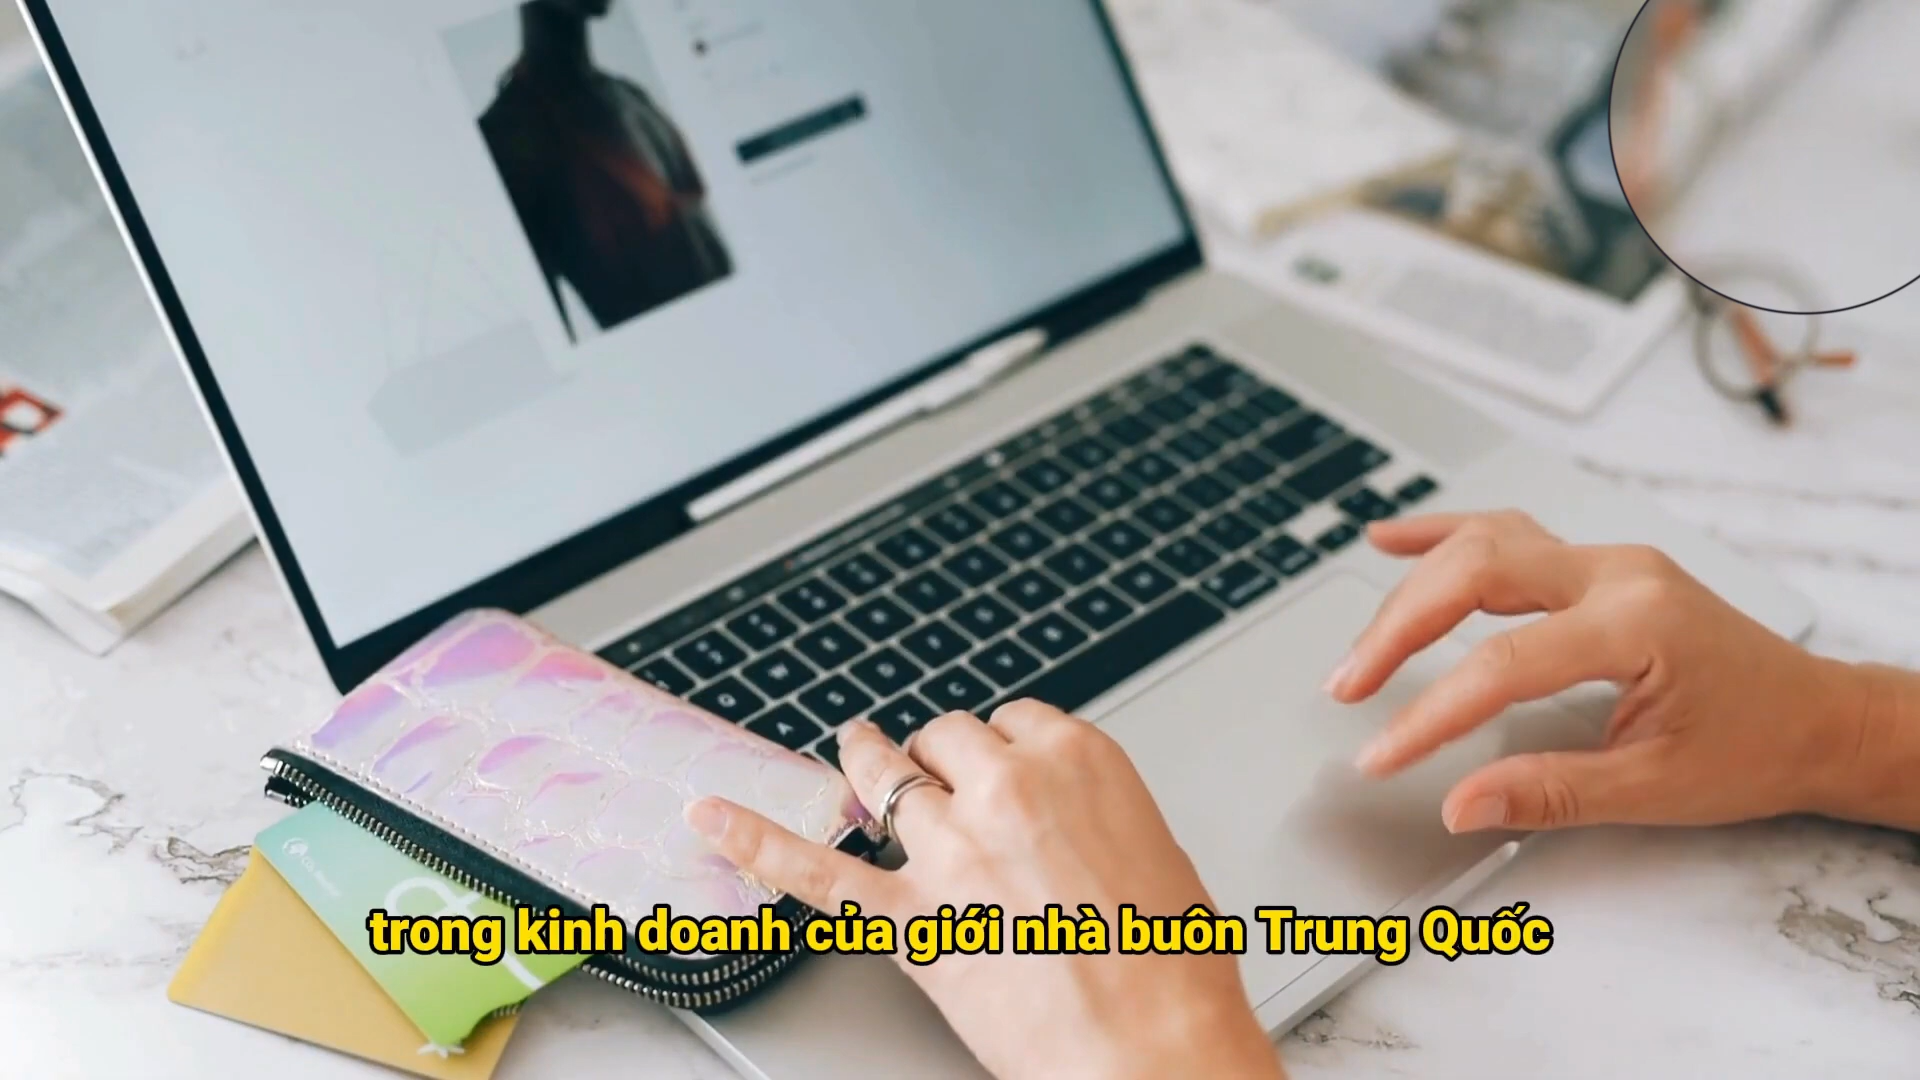 trong kinh doanh của giới nhà buôn Trung Quốc